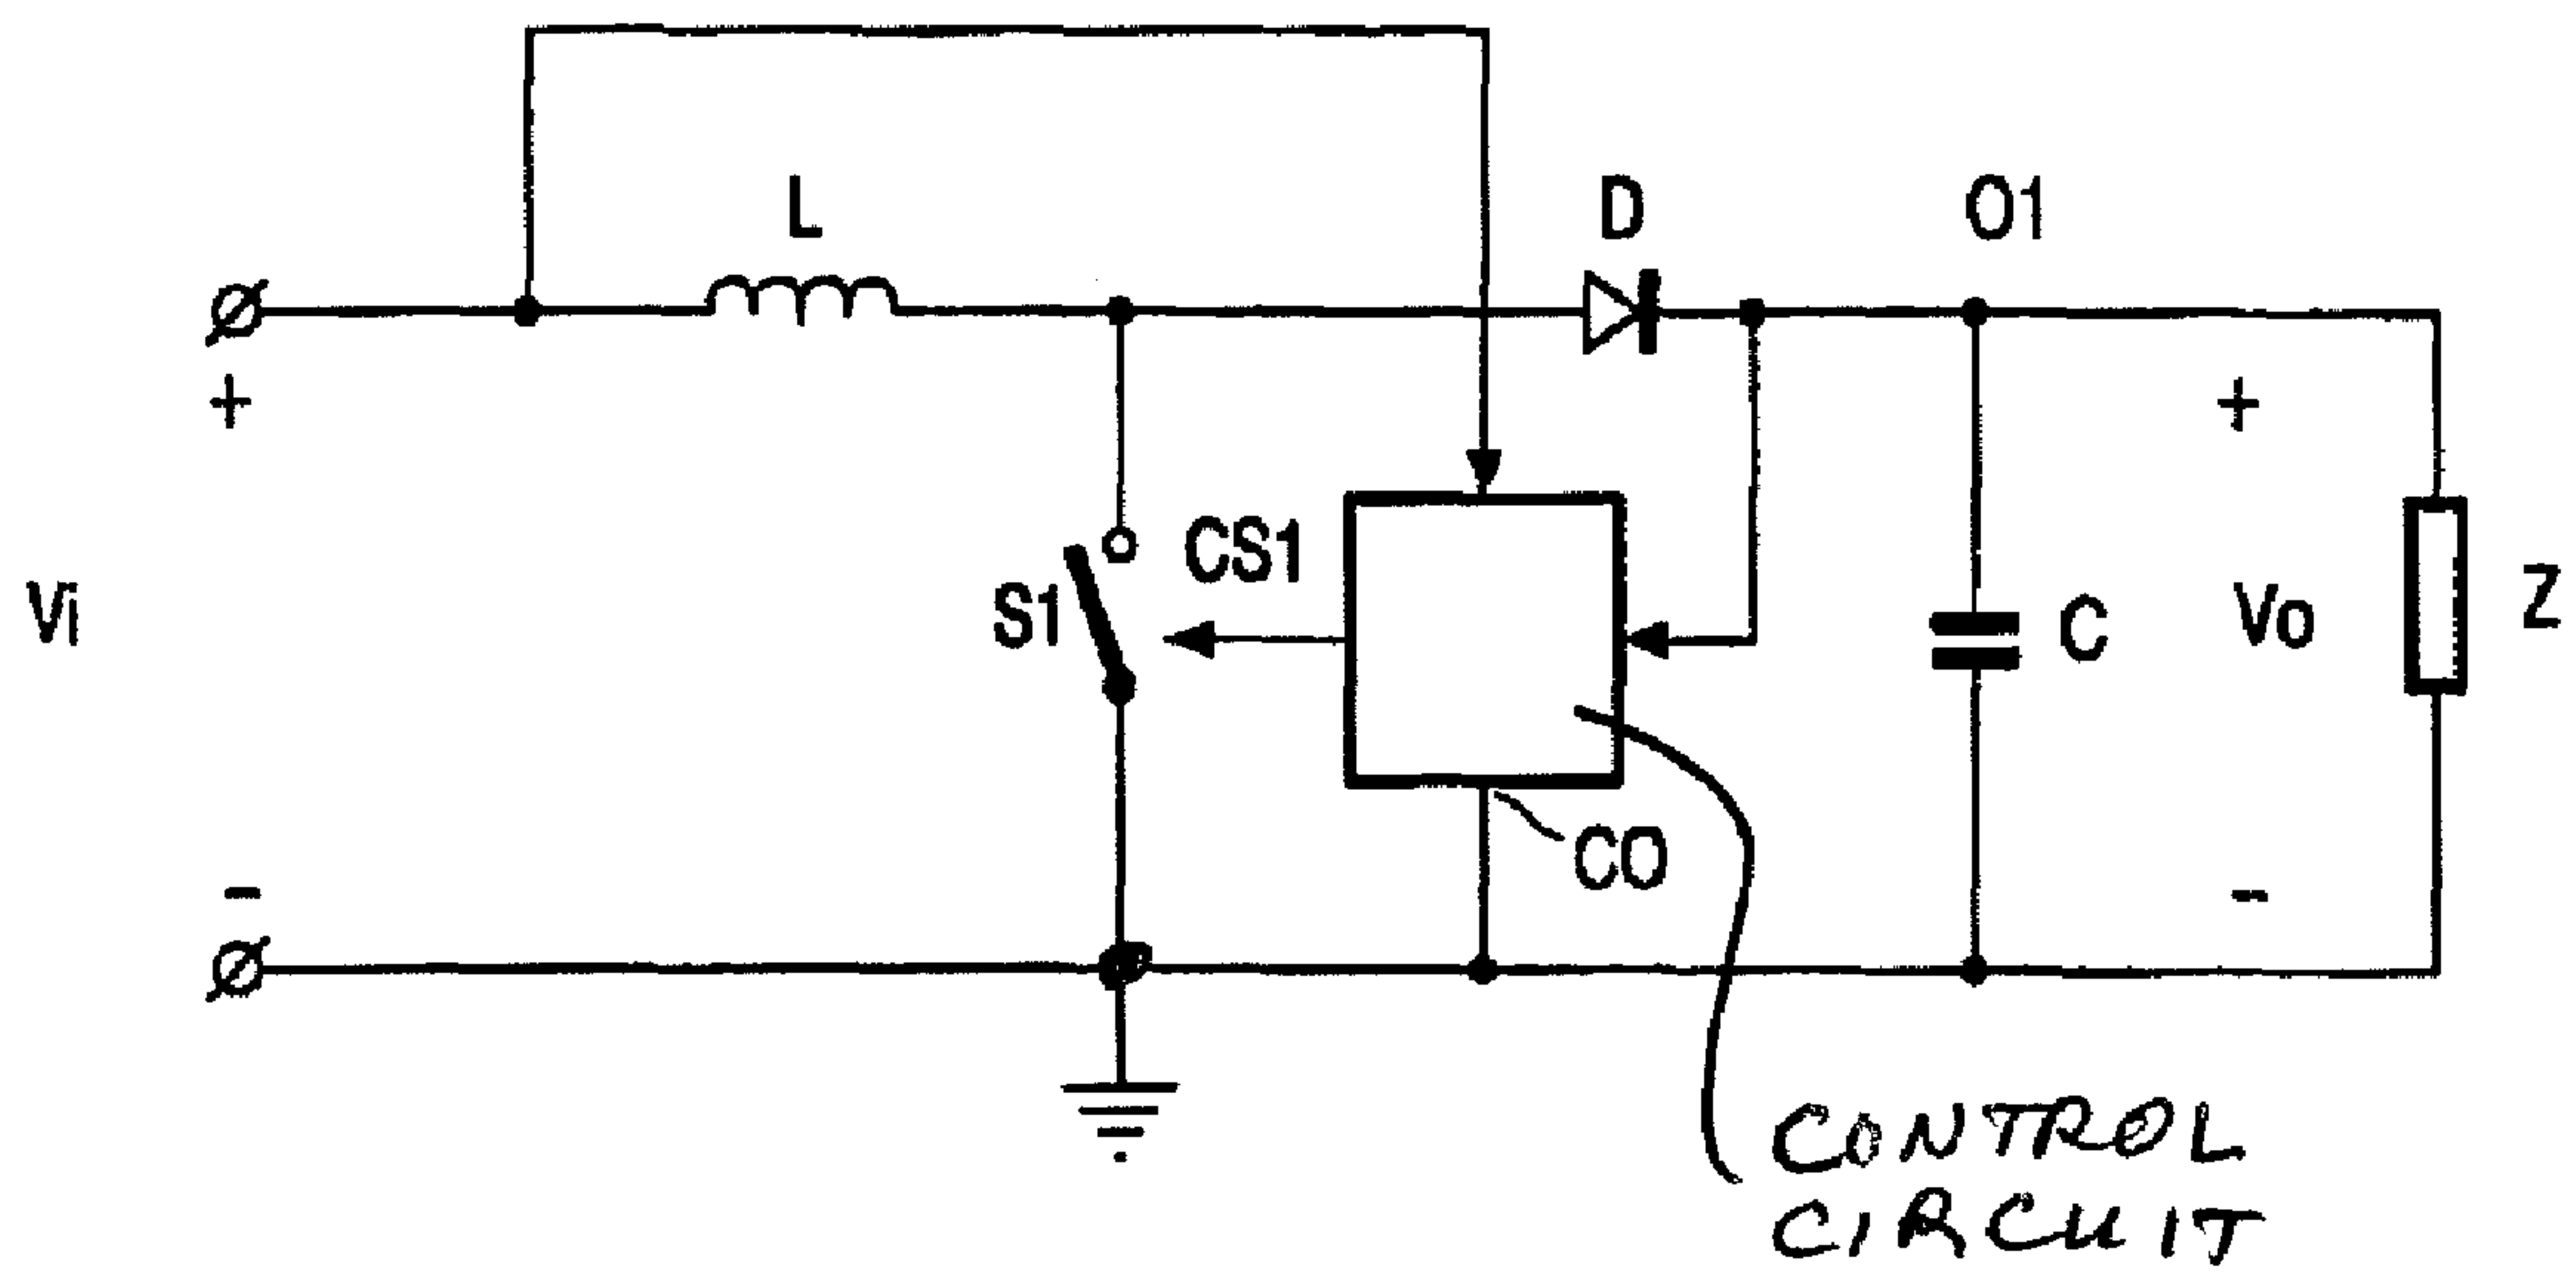 L
D
O1
+
+
S1
CS1
Vi
C
Vo
Z
CO
-
-
CONTROL
CIRCUIT